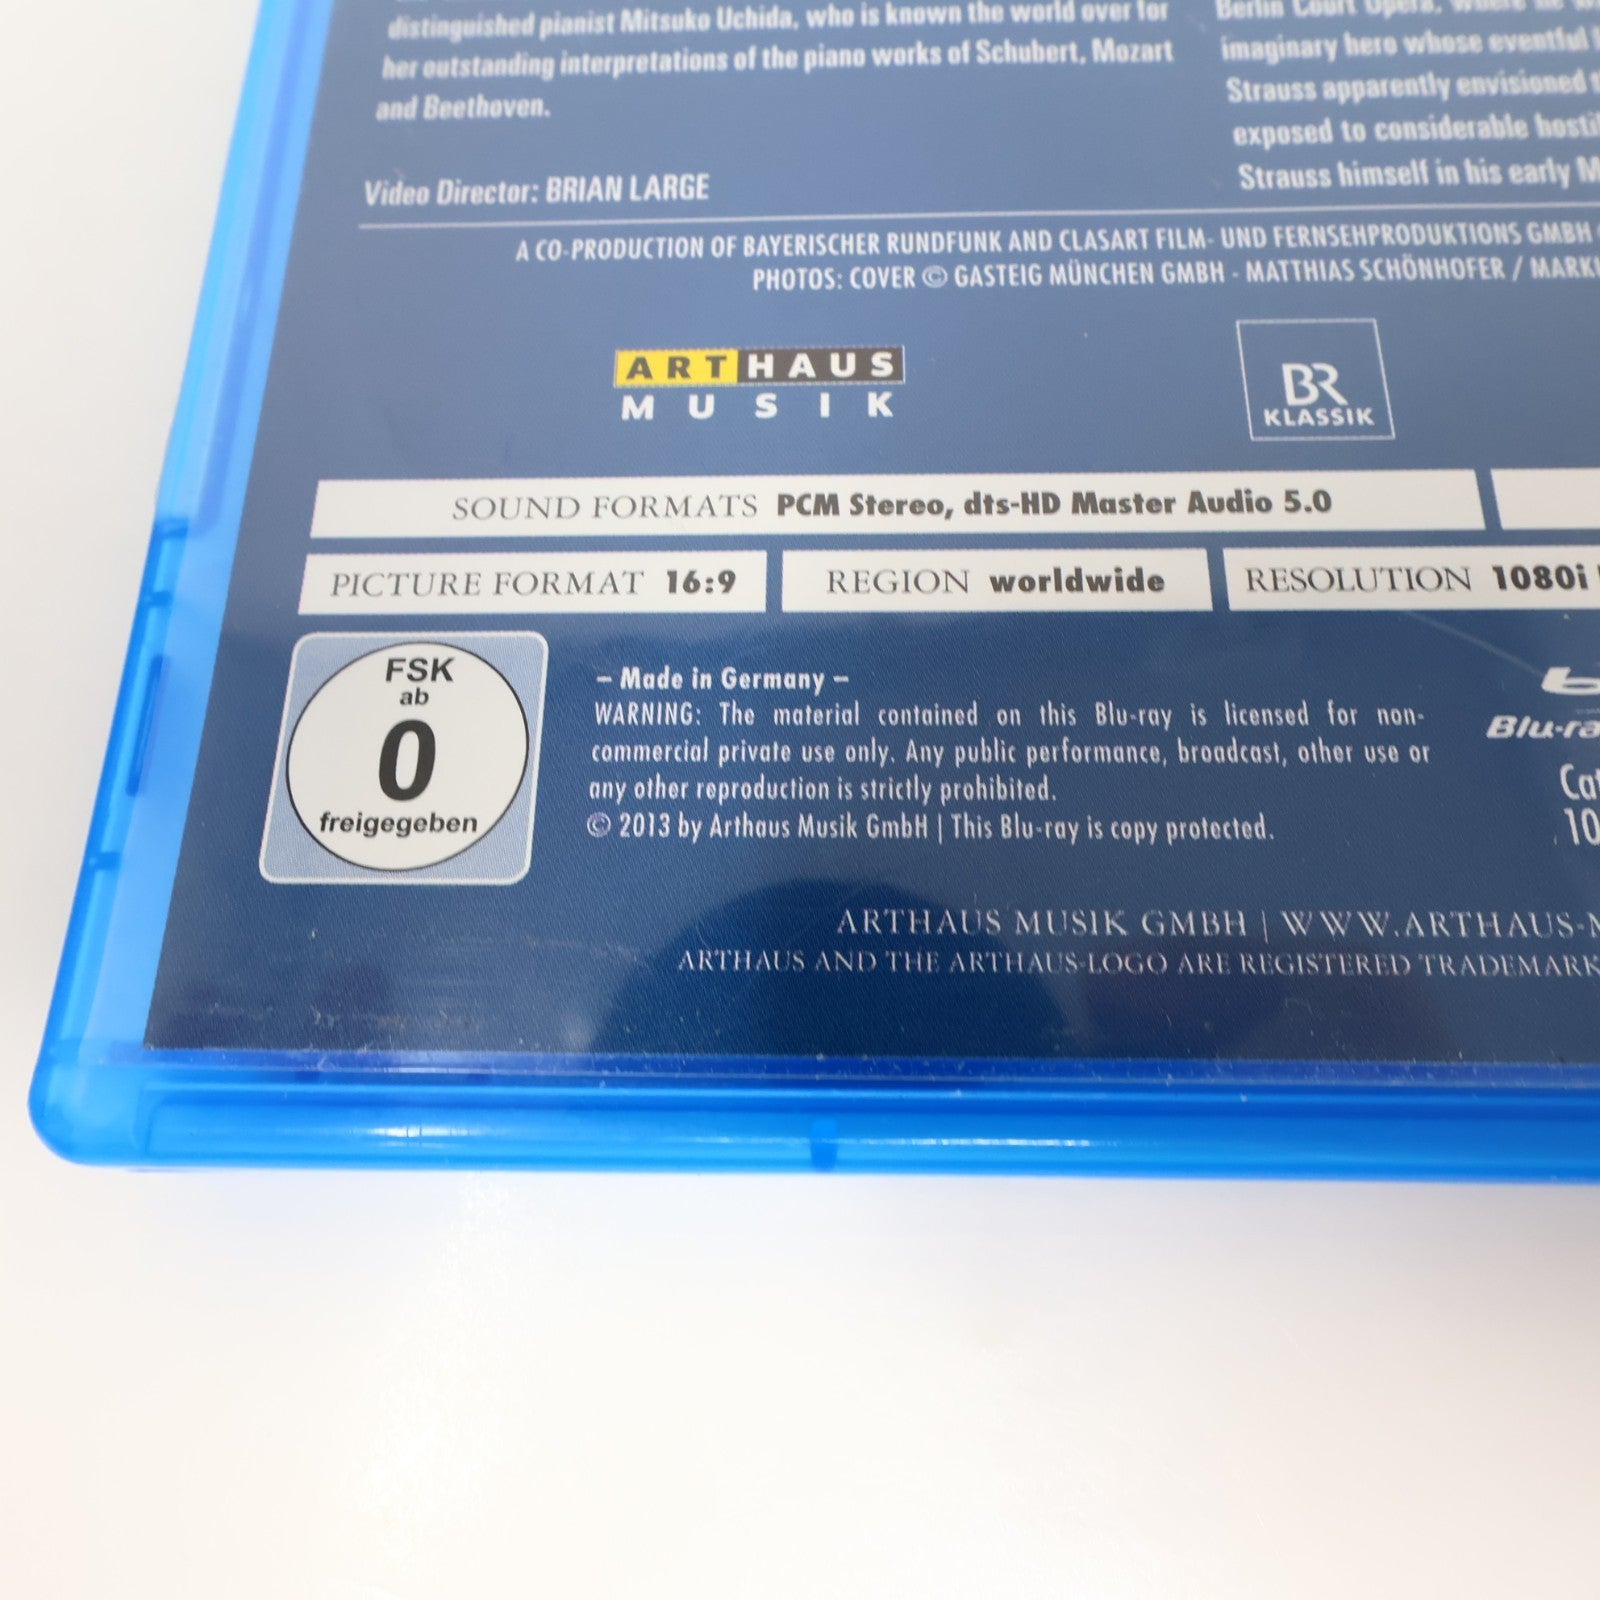 distinguished pianist Mitsuko Uchida, who is known the world over for
her outstanding interpretations of the piano works of Schubert, Mozart
and Beethoven.
Video Director: BRIAN LARGE
Berlin Court Opera, where he
imaginary hero whose eventful
Strauss apparently envisioned
exposed to considerable
Strauss himself in his early
A CO-PRODUCTION OF BAYERISCHER RUNDFUNK AND CLASART FILM- UND FERNSEHPRODUKTIONS GMBH
PHOTOS: COVER © GASTEIG MÜNCHEN GMBH - MATTHIAS SCHÖNHOFER /
ARTHAUS
MUSIK
BR
KLASSIK
SOUND FORMATS PCM Stereo, dts-HD Master Audio 5.0
PICTURE FORMAT 16:9
REGION worldwide
RESOLUTION 1080i
FSK
ab
0
freigegeben
– Made in Germany –
WARNING: The material contained on this Blu-ray is licensed for non-
commercial private use only. Any public performance, broadcast, other use or
any other reproduction is strictly prohibited.
© 2013 by Arthaus Musik GmbH | This Blu-ray is copy protected.
Blu-ra
Cat
10
ARTHAUS MUSIK GMBH | WWW.ARTHAUS-M
ARTHAUS AND THE ARTHAUS-LOGO ARE REGISTERED TRADEMARK